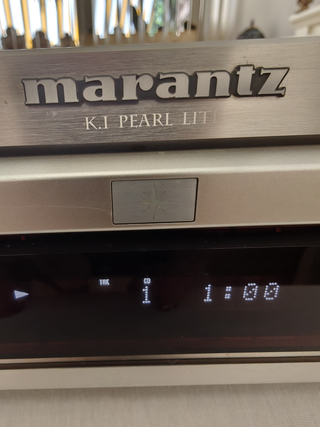 marantz
K.I PEARL LIT
TRK CD
1 1:00